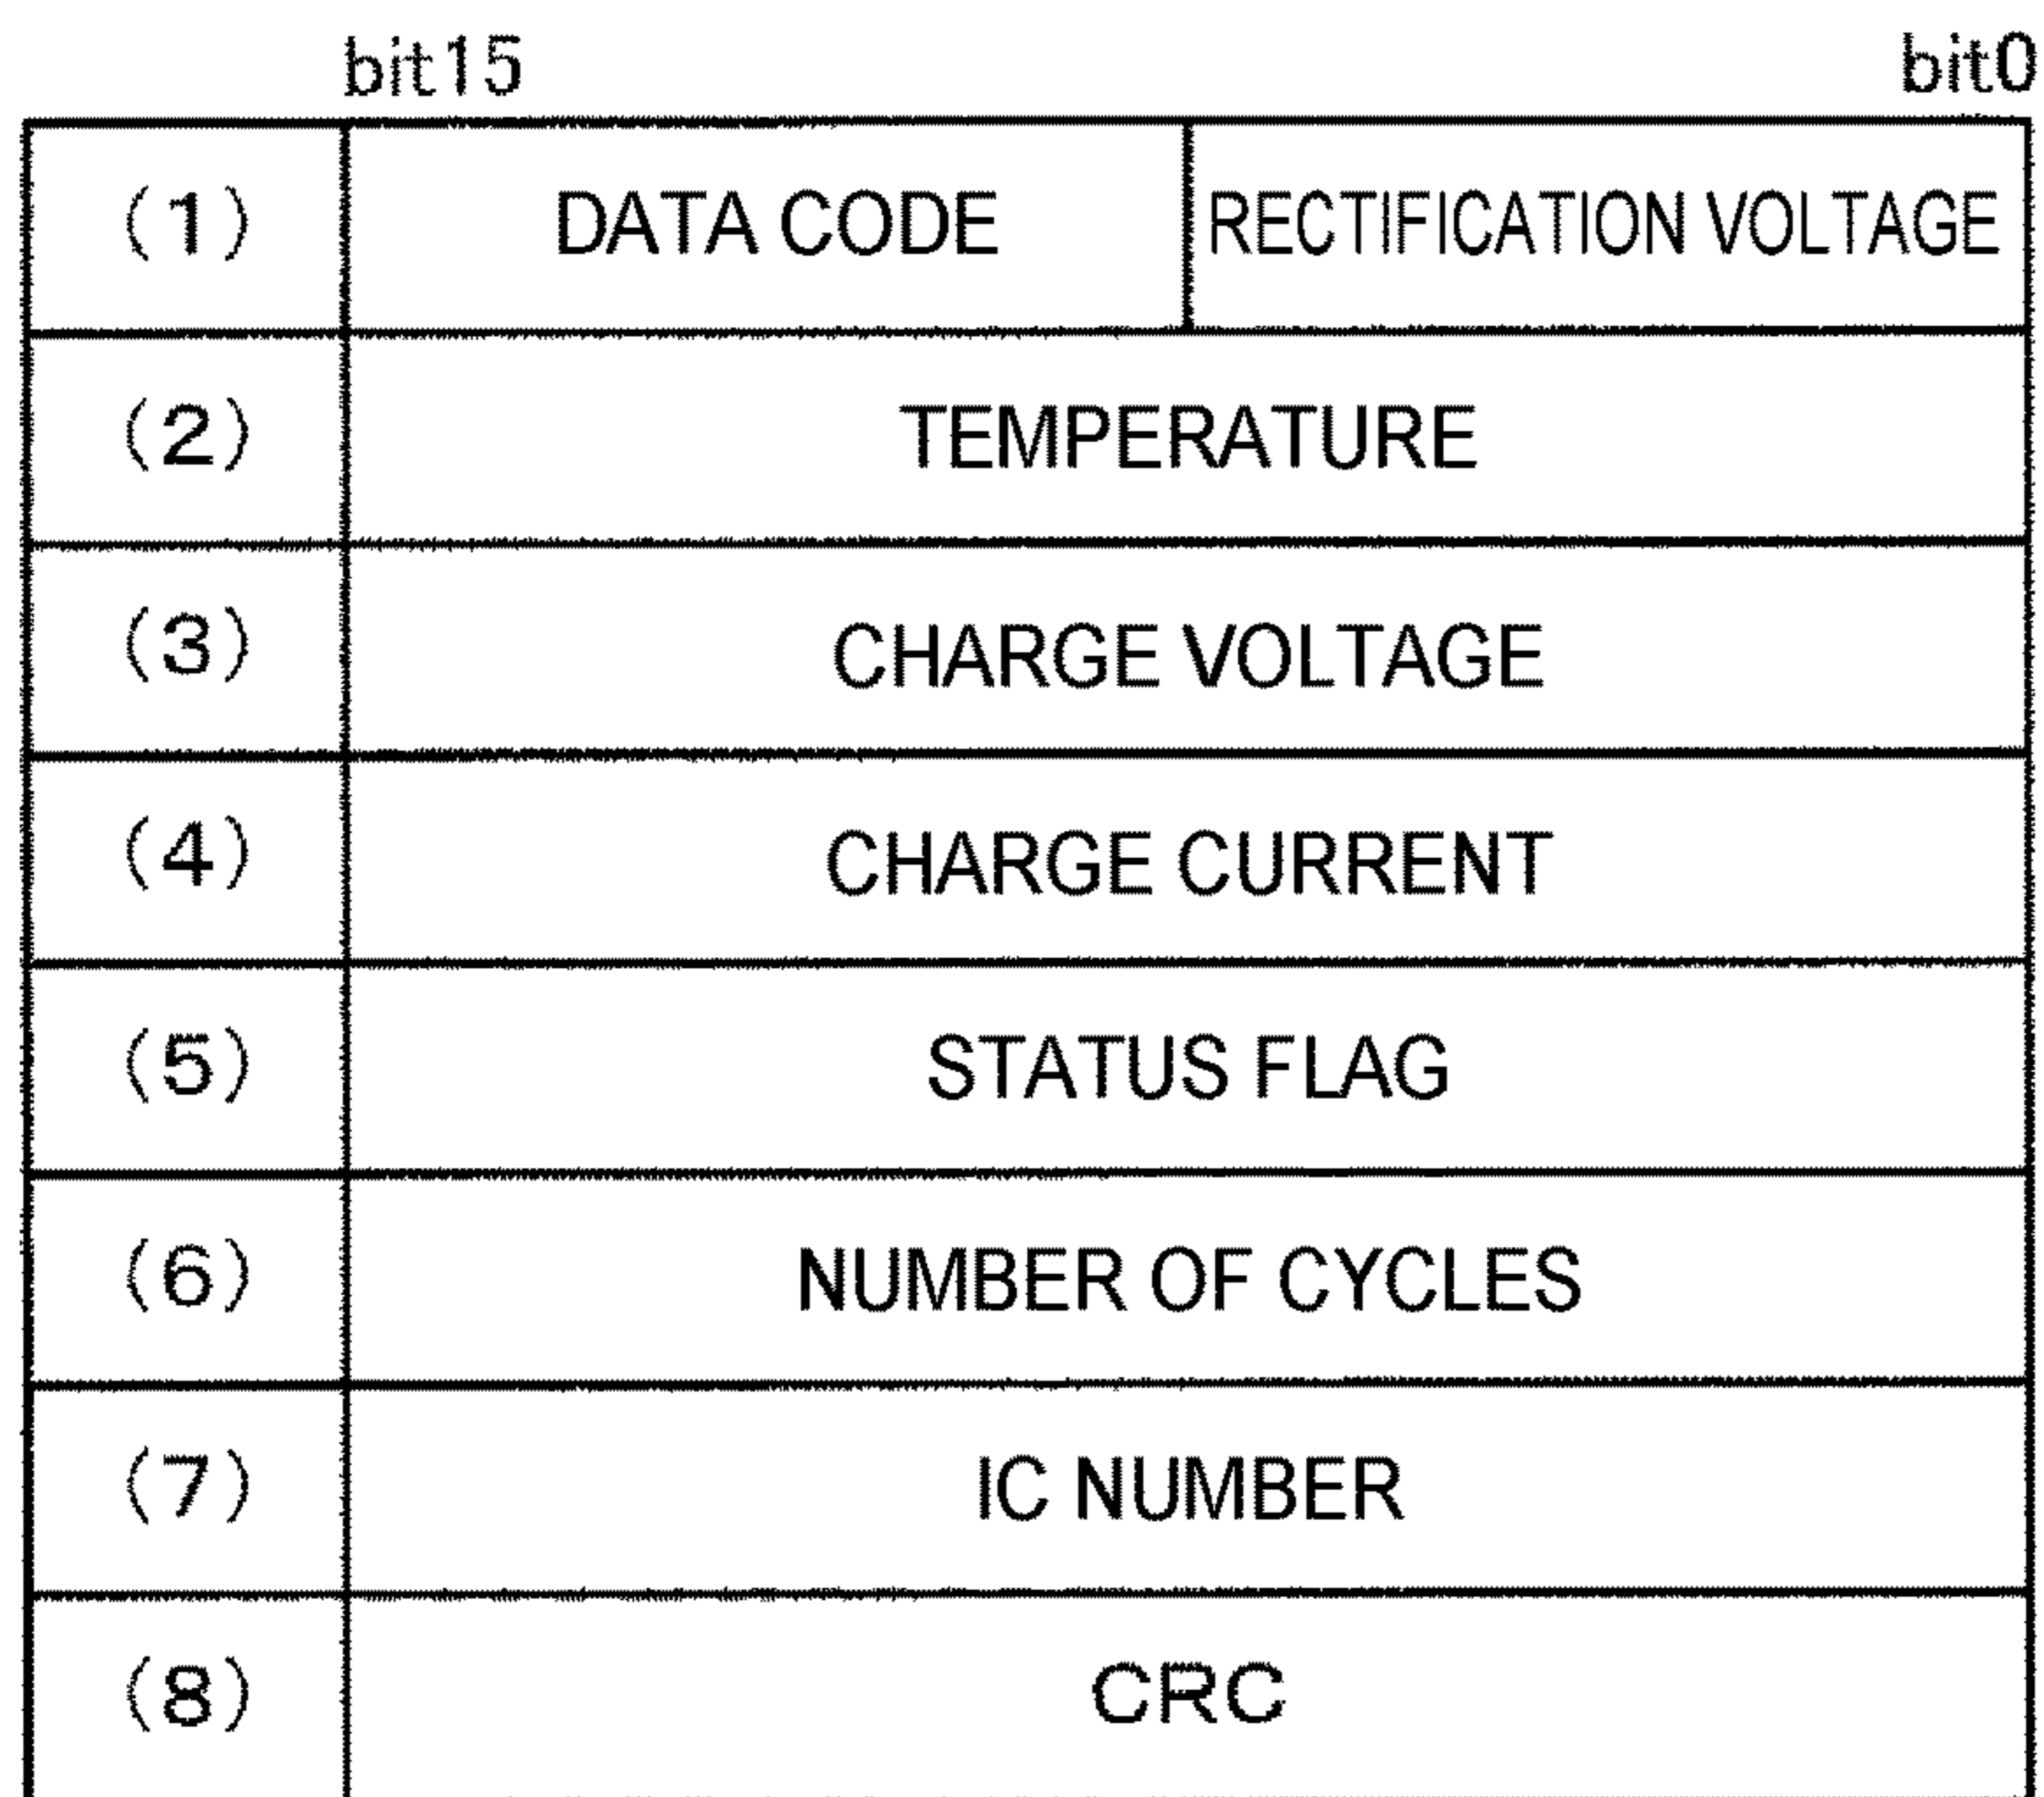 bit15 bit0
(1) DATA CODE RECTIFICATION VOLTAGE
(2) TEMPERATURE
(3) CHARGE VOLTAGE
(4) CHARGE CURRENT
(5) STATUS FLAG
(6) NUMBER OF CYCLES
(7) IC NUMBER
(8) CRC